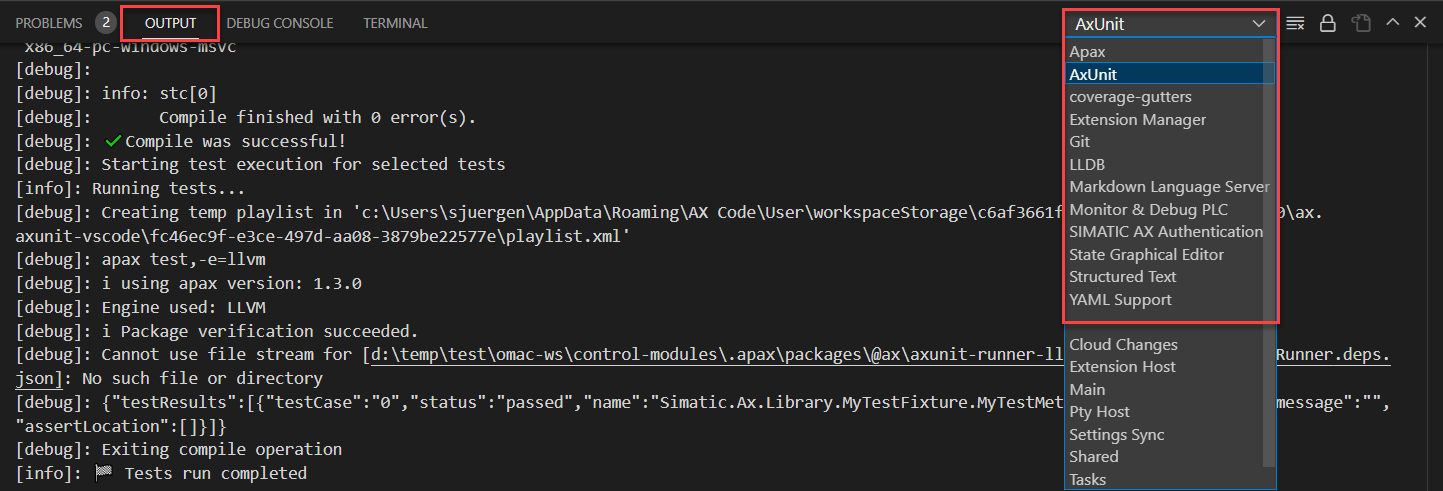 PROBLEMS 2 OUTPUT DEBUG CONSOLE TERMINAL AxUnit
x86_64-pc-windows-msvc
[debug]:
[debug]: info: stc[0]
[debug]:       Compile finished with 0 error(s).
[debug]: ✔Compile was successful!
[debug]: Starting test execution for selected tests
[info]: Running tests...
[debug]: Creating temp playlist in 'c:\Users\sjuergen\AppData\Roaming\AX Code\User\workspaceStorage\c6af3661f 0\ax.
axunit-vscode\fc46ec9f-e3ce-497d-aa08-3879be22577e\playlist.xml'
[debug]: apax test,-e=llvm
[debug]: i using apax version: 1.3.0
[debug]: Engine used: LLVM
[debug]: i Package verification succeeded.
[debug]: Cannot use file stream for [d:\temp\test\omac-ws\control-modules\.apax\packages\@ax\axunit-runner-ll Runner.deps.
json]: No such file or directory
[debug]: {"testResults":[{"testCase":"0","status":"passed","name":"Simatic.Ax.Library.MyTestFixture.MyTestMet message":"",
"assertLocation":[]}]}
[debug]: Exiting compile operation
[info]: 🏁 Tests run completed
Apax
AxUnit
coverage-gutters
Extension Manager
Git
LLDB
Markdown Language Server
Monitor & Debug PLC
SIMATIC AX Authentication
State Graphical Editor
Structured Text
YAML Support
Cloud Changes
Extension Host
Main
Pty Host
Settings Sync
Shared
Tasks